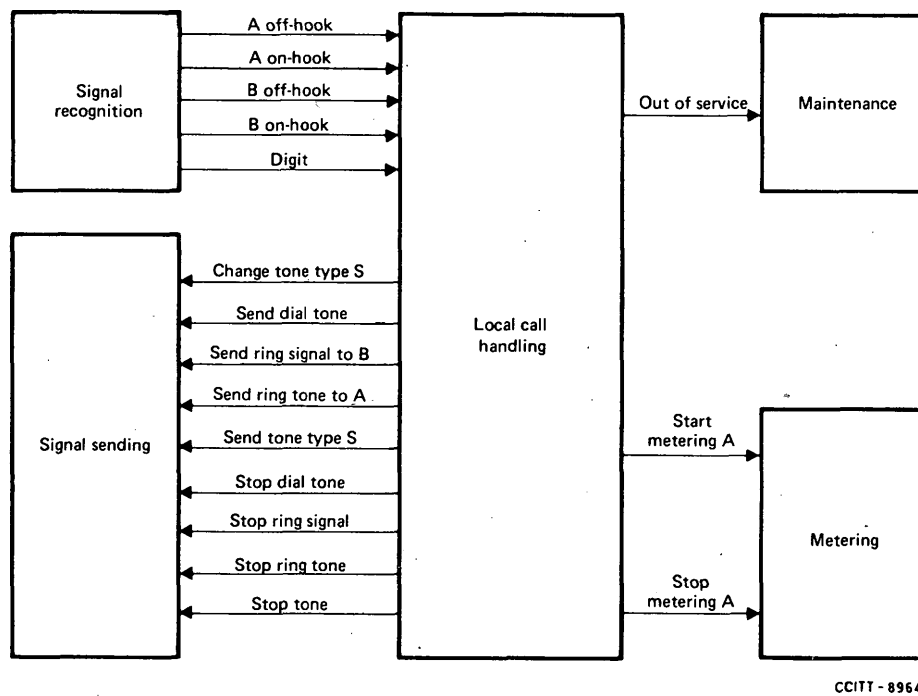 A off-hook
A on-hook
B off-hook
B on-hook
Digit
Signal
recognition
Out of service
Maintenance
Change tone type S
Send dial tone
Send ring signal to B
Send ring tone to A
Send tone type S
Stop dial tone
Stop ring signal
Stop ring tone
Stop tone
Signal sending
Local call
handling
Start
metering A
Stop
metering A
Metering
CCITT - 8964